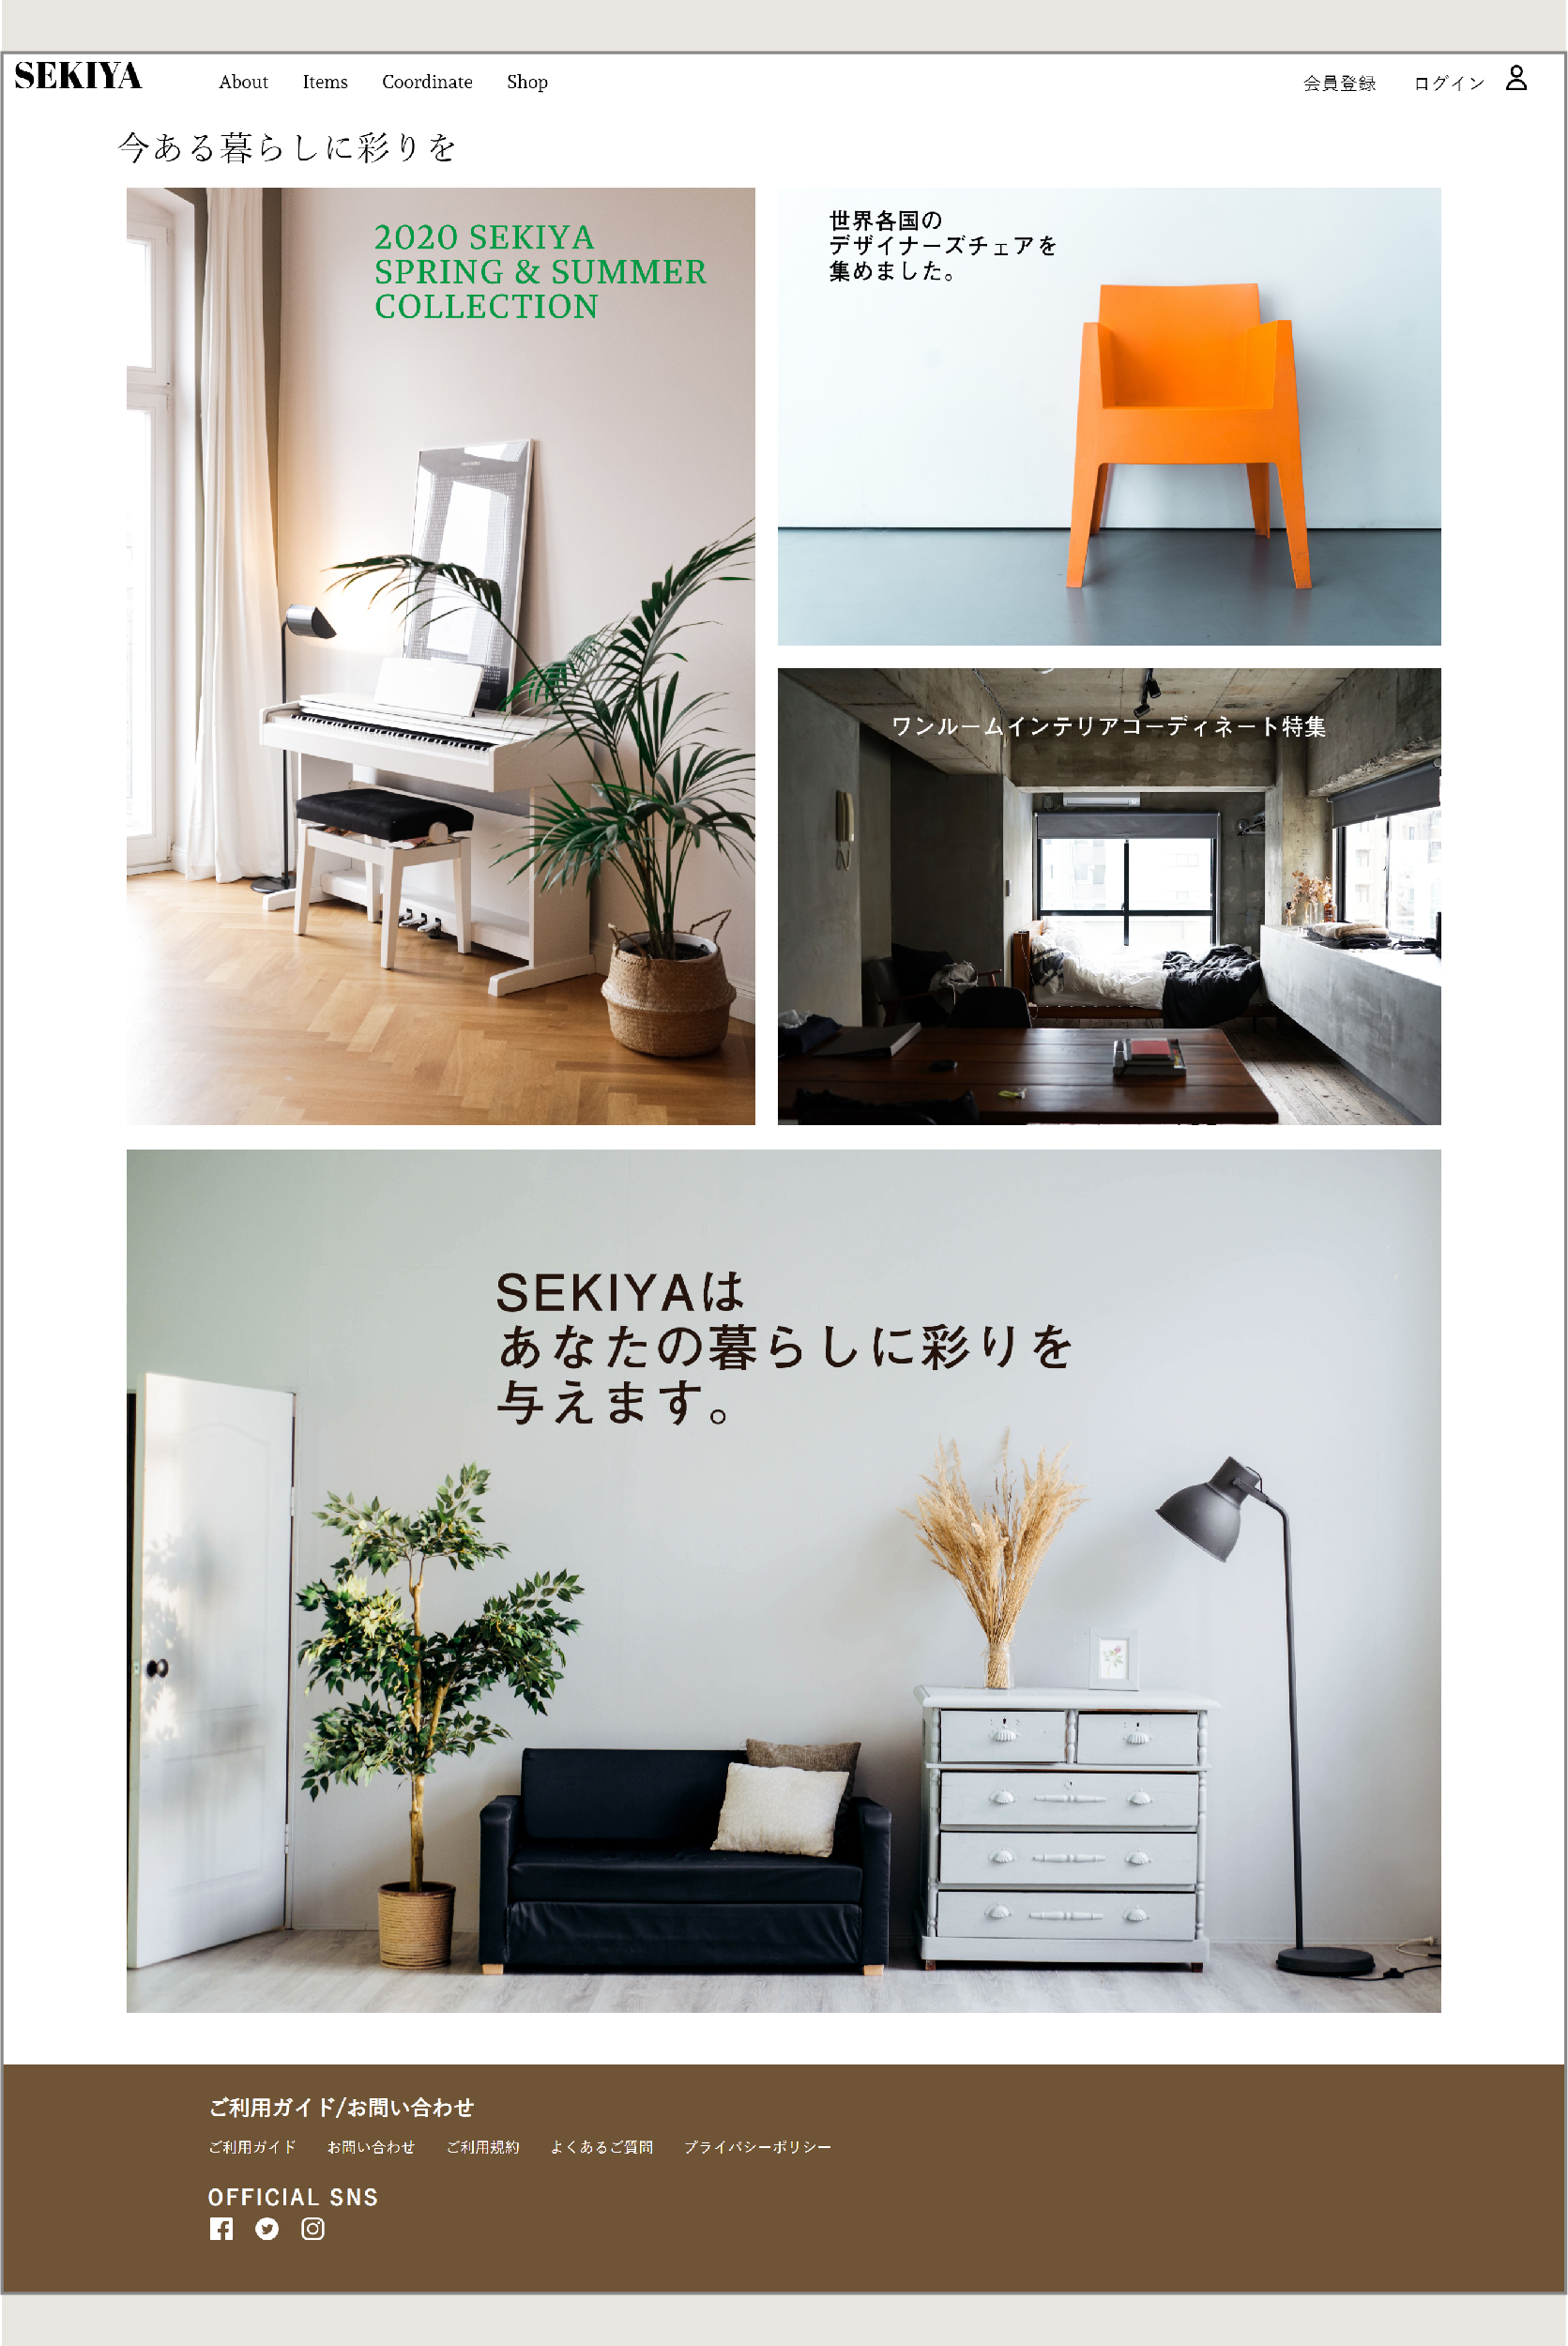 SEKIYA
About Items Coordinate Shop
会員登録 ログイン
今ある暮らしに彩りを
2020 SEKIYA
SPRING & SUMMER
COLLECTION
世界各国の
デザイナーズチェアを
集めました。
ワンルームインテリアコーディネート特集
SEKIYAは
あなたの暮らしに彩りを
与えます。
ご利用ガイド/お問い合わせ
ご利用ガイド お問い合わせ ご利用規約 よくあるご質問 プライバシーポリシー
OFFICIAL SNS